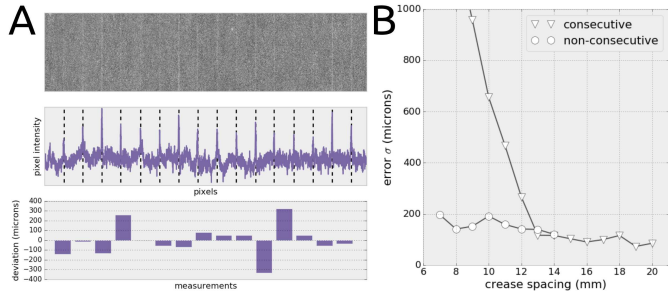 A
pixel intensity
pixels
deviation (microns)
400
300
200
100
0
−100
−200
−300
−400
measurements
B
error σ (microns)
1000
800
600
400
200
0
6 8 10 12 14 16 18 20
crease spacing (mm)
consecutive
non-consecutive